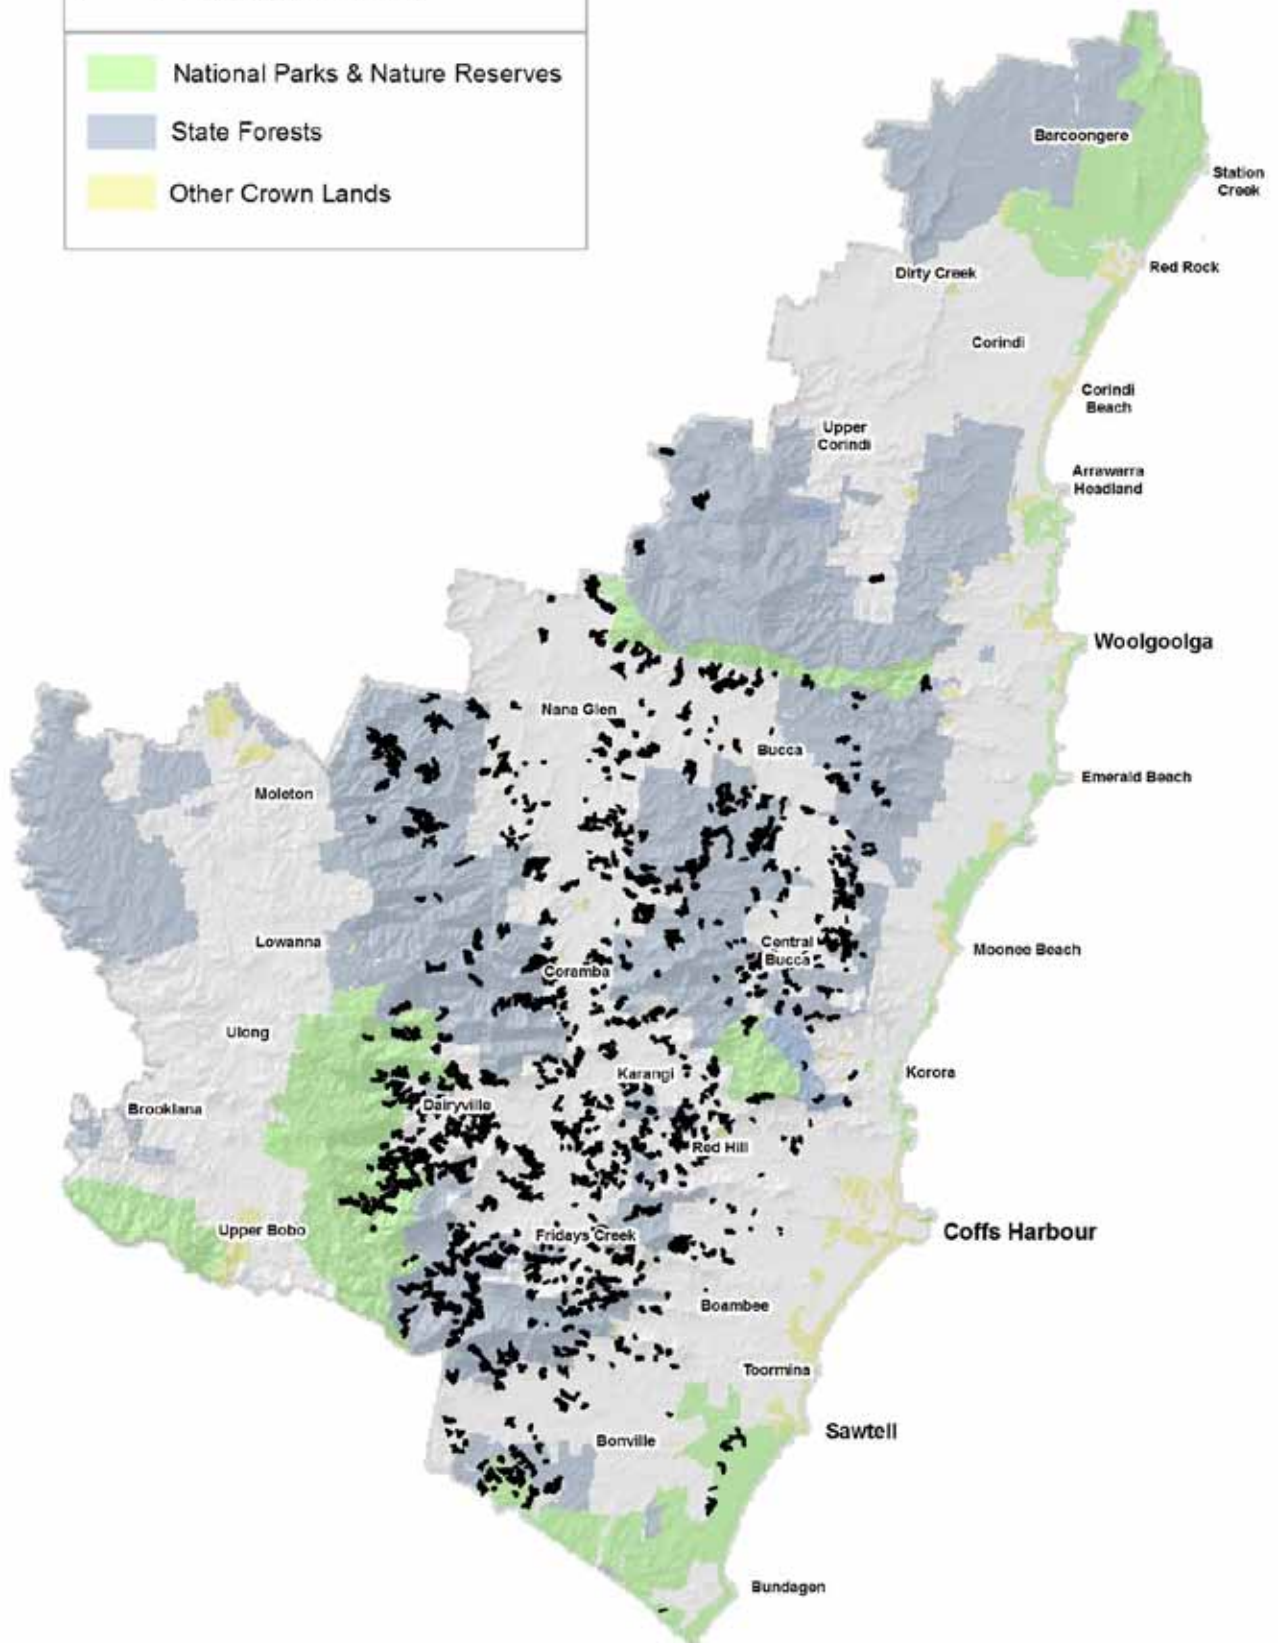 National Parks & Nature Reserves
State Forests
Other Crown Lands
Barcoongere
Station
Creek
Red Rock
Dirty Creek
Corindi
Corindi
Beach
Upper
Corindi
Arrawarra
Headland
Woolgoolga
Nana Glen
Bucca
Emerald Beach
Moleton
Lowanna
Central
Bucca
Moonee Beach
Coramba
Ulong
Karangi
Korora
Brooklana
Dairyville
Red Hill
Upper Bobo
Fridays Creek
Coffs Harbour
Boambee
Toormina
Sawtell
Bonville
Bundagen